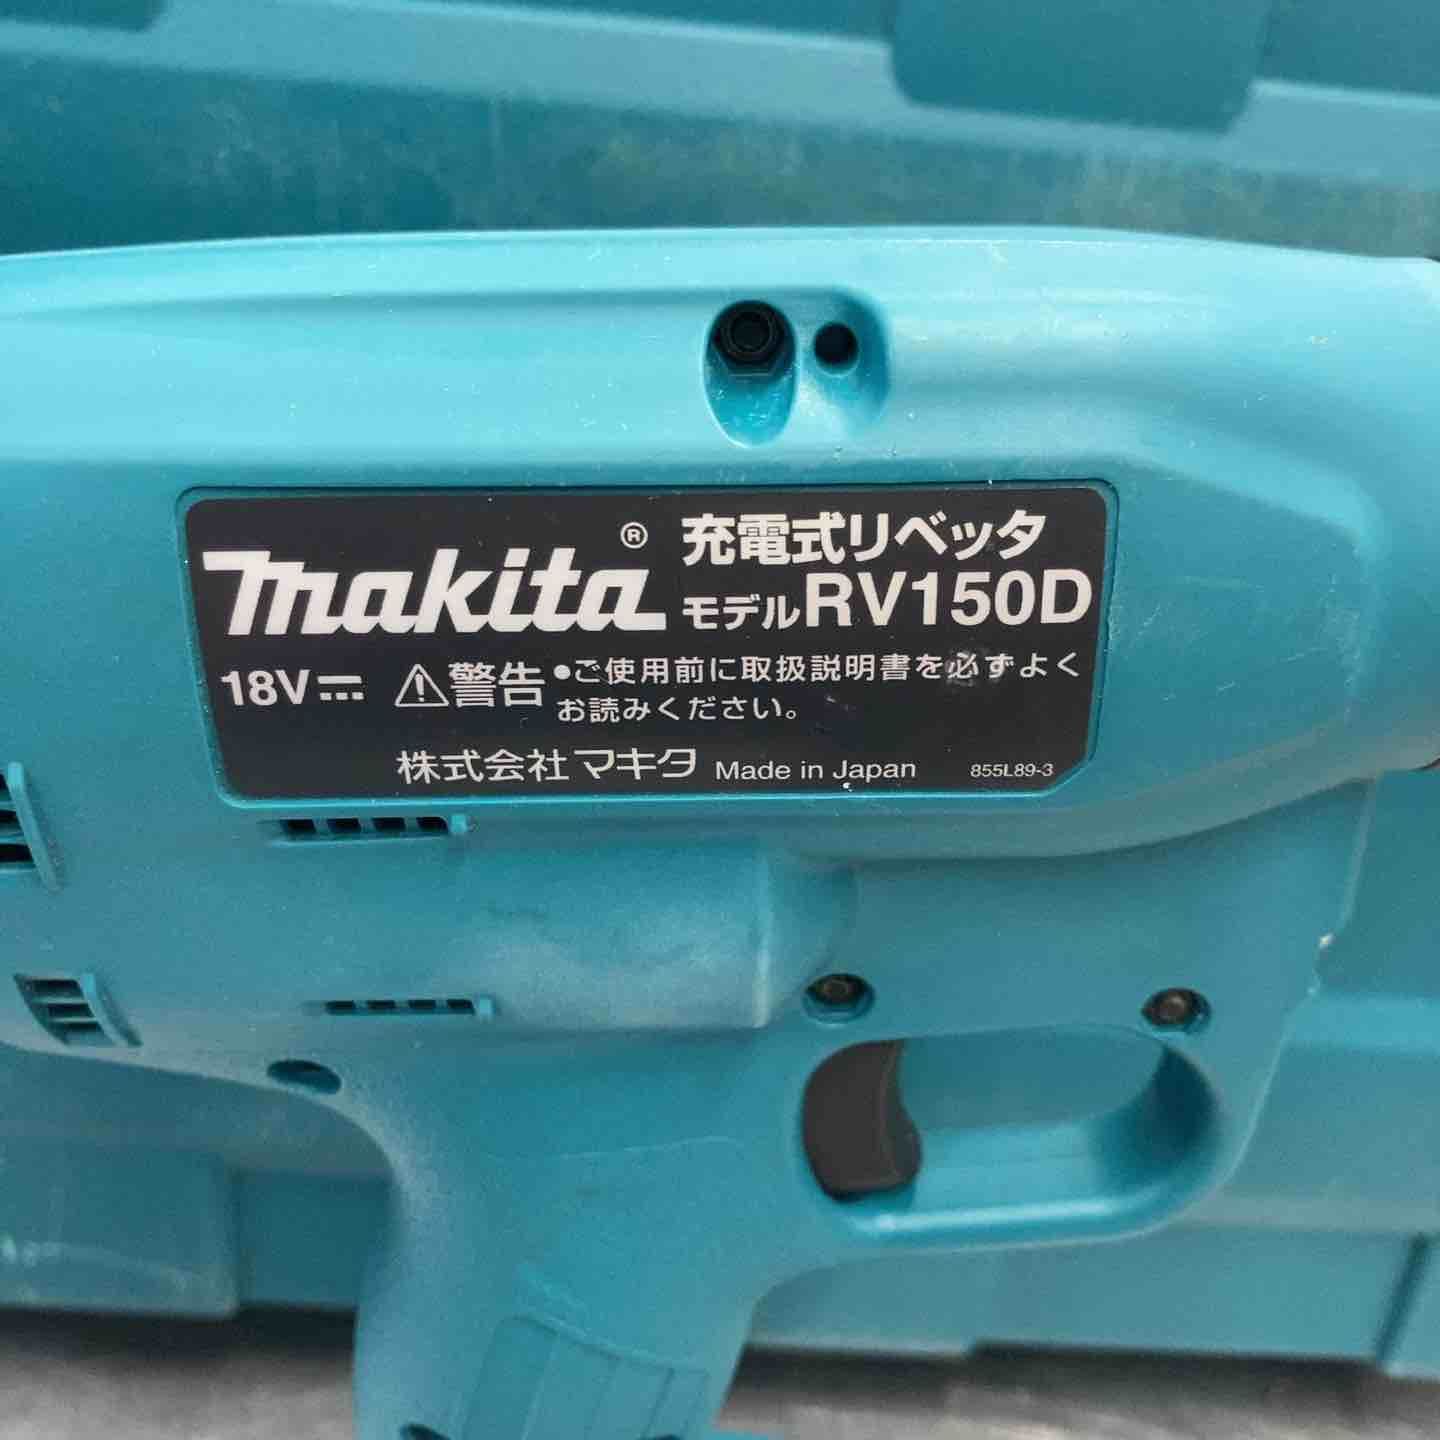 makita® 充電式リベッタ
モデルRV150D
18V ⎓ ⚠警告 •ご使用前に取扱説明書を必ずよく
お読みください。
株式会社マキタ Made in Japan 855L89-3